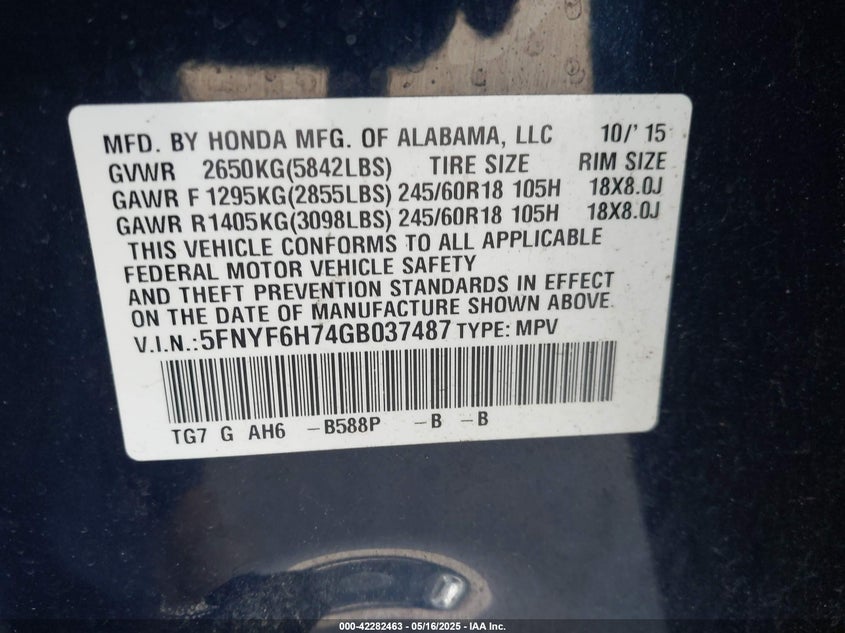 MFD. BY HONDA MFG. OF ALABAMA, LLC 10/' 15
GVWR 2650KG(5842LBS) TIRE SIZE RIM SIZE
GAWR F 1295KG(2855LBS) 245/60R18 105H 18X8.0J
GAWR R1405KG(3098LBS) 245/60R18 105H 18X8.0J
THIS VEHICLE CONFORMS TO ALL APPLICABLE
FEDERAL MOTOR VEHICLE SAFETY
AND THEFT PREVENTION STANDARDS IN EFFECT
ON THE DATE OF MANUFACTURE SHOWN ABOVE.
V.I.N.:5FNYF6H74GB037487 TYPE: MPV
TG7 G AH6 -B588P -B -B
000-42282463 - 05/16/2025 - IAA Inc.